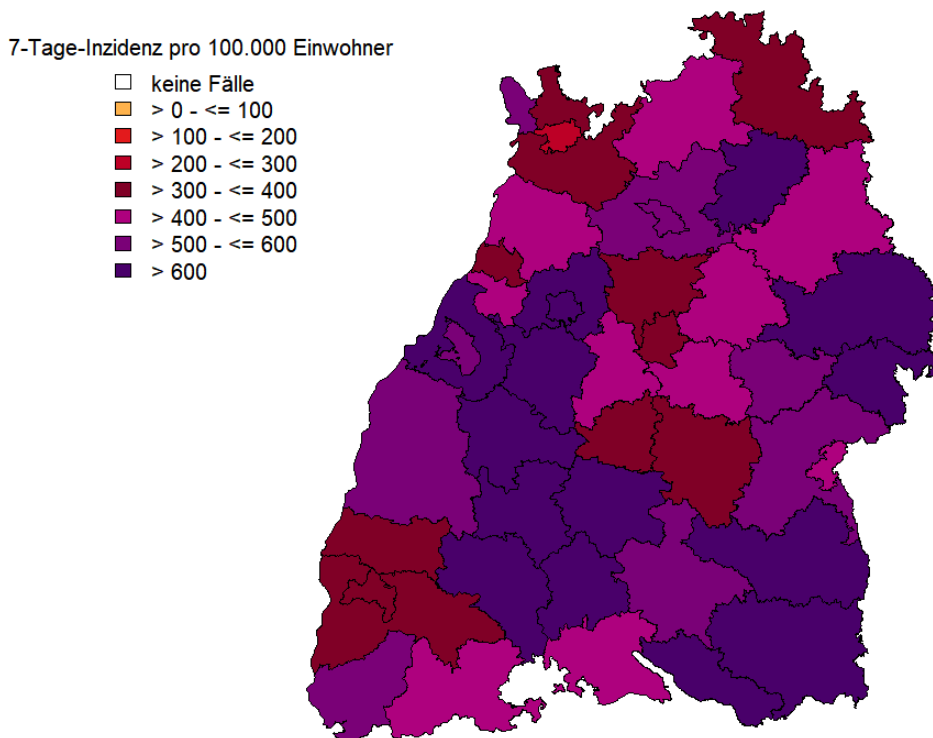 7-Tage-Inzidenz pro 100.000 Einwohner
keine Fälle
> 0 - <= 100
> 100 - <= 200
> 200 - <= 300
> 300 - <= 400
> 400 - <= 500
> 500 - <= 600
> 600